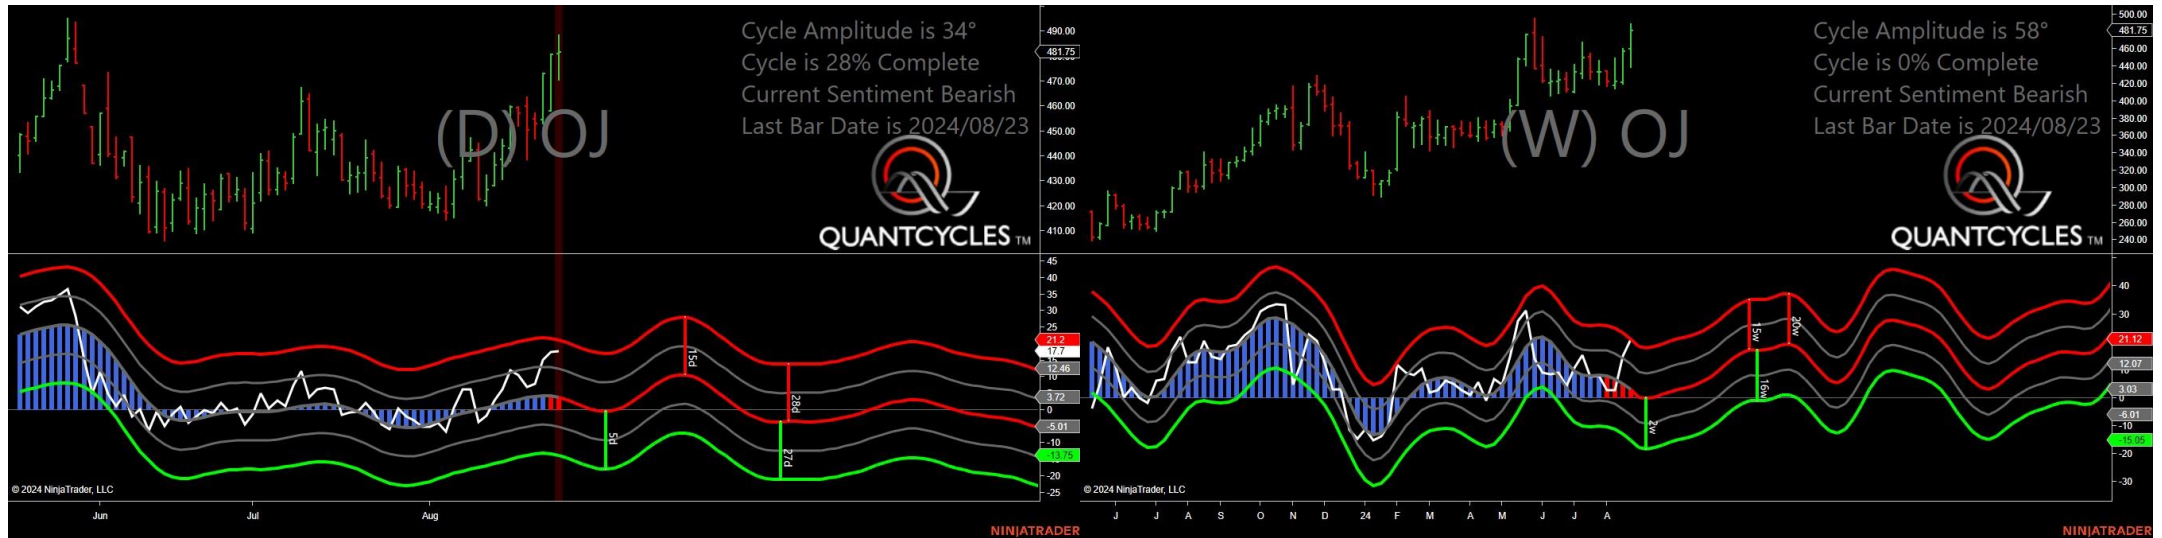 Cycle Amplitude is 34°
Cycle is 28% Complete
Current Sentiment Bearish
Last Bar Date is 2024/08/23
(D) OJ
QUANTCYCLES TM
490.00
481.75
470.00
460.00
450.00
440.00
430.00
420.00
410.00
45
40
35
30
25
21.2
17.7
15
12.46
10
3.72
0
-5.01
-10
-13.75
-20
-25
15d
28d
5d
27d
© 2024 NinjaTrader, LLC
Jun
Jul
Aug
NINJATRADER
Cycle Amplitude is 58°
Cycle is 0% Complete
Current Sentiment Bearish
Last Bar Date is 2024/08/23
(W) OJ
QUANTCYCLES TM
500.00
481.75
460.00
440.00
420.00
400.00
380.00
360.00
340.00
320.00
300.00
280.00
260.00
240.00
40
30
21.12
12.07
10
3.03
0
-6.01
-10
-15.05
-20
-30
15w
20w
16w
2w
© 2024 NinjaTrader, LLC
J
J
A
S
O
N
D
24
F
M
A
M
J
J
A
NINJATRADER